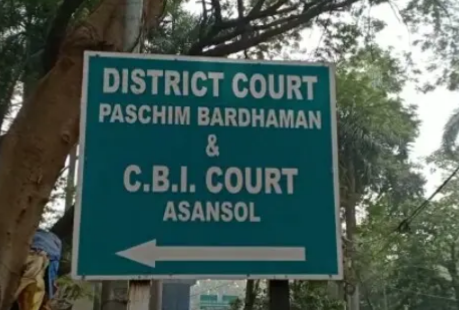 DISTRICT COURT
PASCHIM BARDHAMAN
&
C.B.I. COURT
ASANSOL